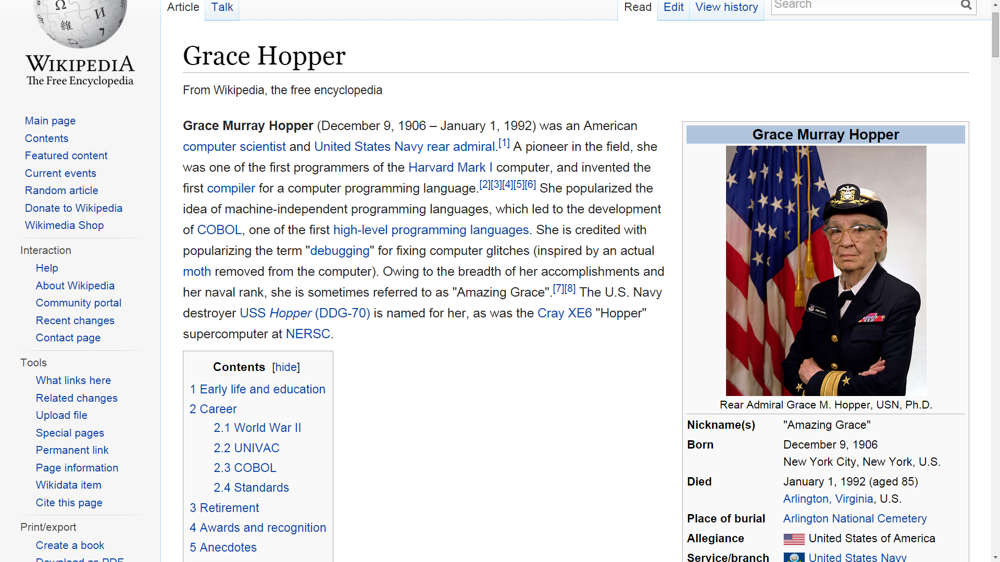 Article
Talk
Read
Edit
View history
Search
WIKIPEDIA
The Free Encyclopedia
Main page
Contents
Featured content
Current events
Random article
Donate to Wikipedia
Wikimedia Shop
Interaction
Help
About Wikipedia
Community portal
Recent changes
Contact page
Tools
What links here
Related changes
Upload file
Special pages
Permanent link
Page information
Wikidata item
Cite this page
Print/export
Create a book
Download as PDF
Grace Hopper
From Wikipedia, the free encyclopedia
Grace Murray Hopper (December 9, 1906 – January 1, 1992) was an American
computer scientist and United States Navy rear admiral.[1] A pioneer in the field, she
was one of the first programmers of the Harvard Mark I computer, and invented the
first compiler for a computer programming language.[2][3][4][5][6] She popularized the
idea of machine-independent programming languages, which led to the development
of COBOL, one of the first high-level programming languages. She is credited with
popularizing the term "debugging" for fixing computer glitches (inspired by an actual
moth removed from the computer). Owing to the breadth of her accomplishments and
her naval rank, she is sometimes referred to as "Amazing Grace".[7][8] The U.S. Navy
destroyer USS Hopper (DDG-70) is named for her, as was the Cray XE6 "Hopper"
supercomputer at NERSC.
Contents [hide]
1 Early life and education
2 Career
2.1 World War II
2.2 UNIVAC
2.3 COBOL
2.4 Standards
3 Retirement
4 Awards and recognition
5 Anecdotes
Grace Murray Hopper
Rear Admiral Grace M. Hopper, USN, Ph.D.
Nickname(s) "Amazing Grace"
Born December 9, 1906
New York City, New York, U.S.
Died January 1, 1992 (aged 85)
Arlington, Virginia, U.S.
Place of burial Arlington National Cemetery
Allegiance United States of America
Service/branch United States Navy